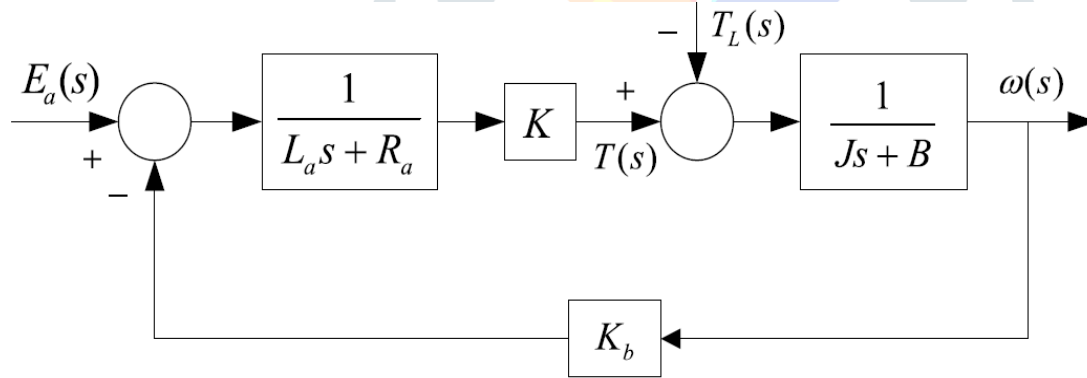 − T_L(s)
E_a(s)
+
−
1
L_a s + R_a
K
+
T(s)
1
Js + B
ω(s)
K_b